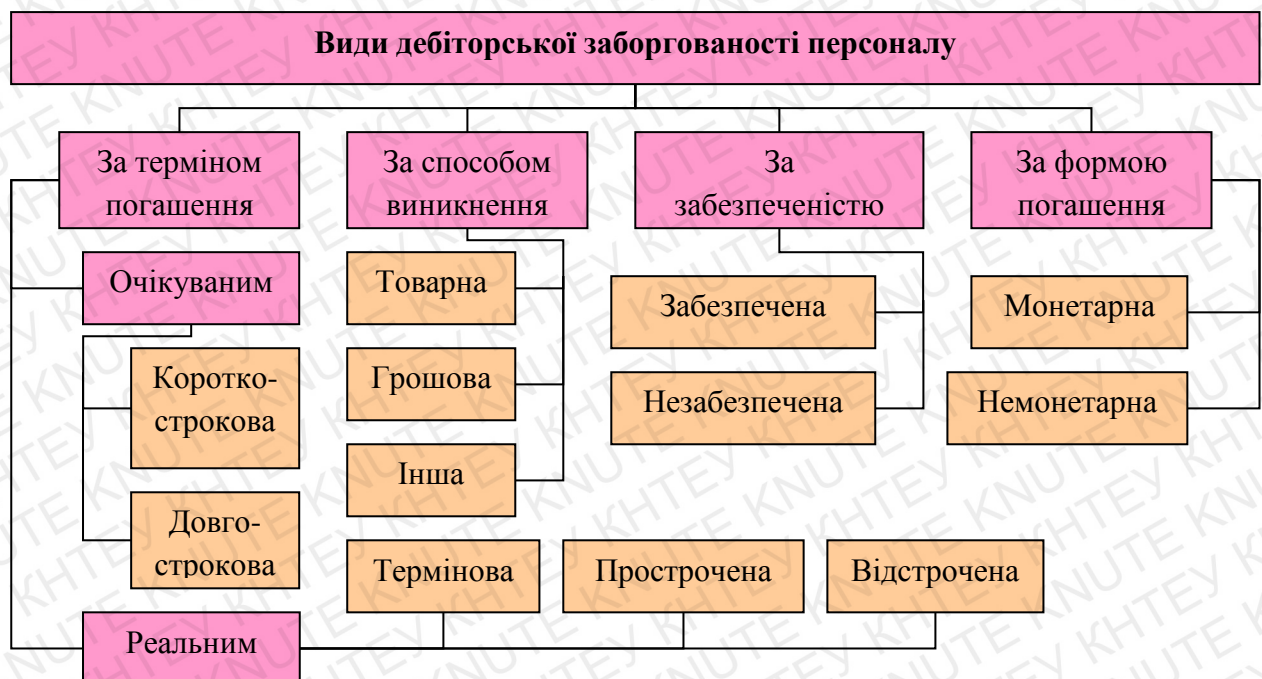 Види дебіторської заборгованості персоналу
За терміном
погашення
За способом
виникнення
За
забезпеченістю
За формою
погашення
Очікуваним
Коротко-
строкова
Довго-
строкова
Товарна
Грошова
Інша
Забезпечена
Незабезпечена
Монетарна
Немонетарна
Термінова
Прострочена
Відстрочена
Реальним